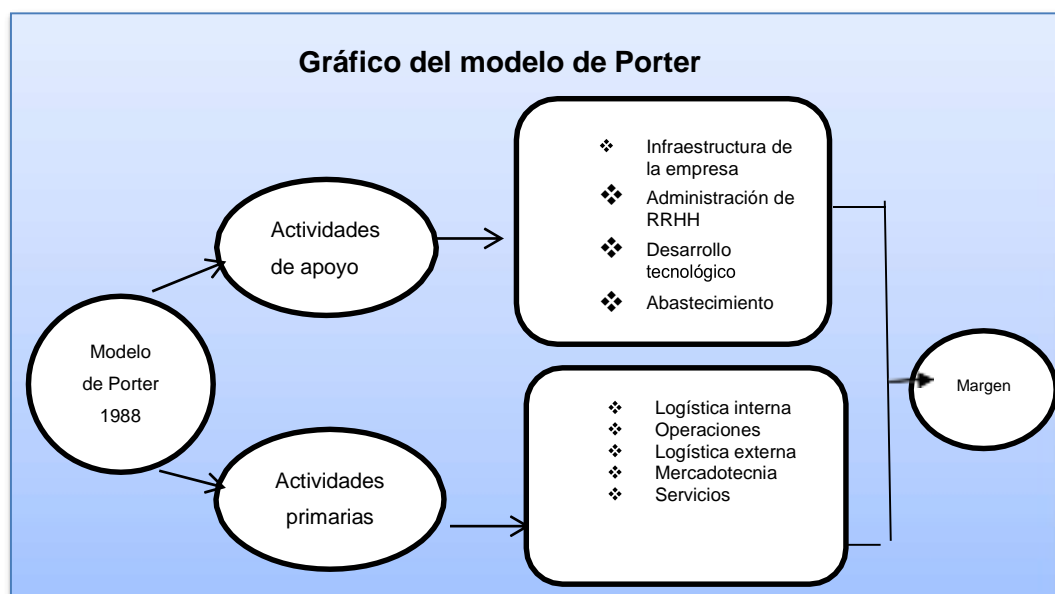 Gráfico del modelo de Porter
Infraestructura de
la empresa
Administración de
RRHH
Desarrollo
tecnológico
Abastecimiento
Actividades
de apoyo
Modelo
de Porter
1988
Margen
Logística interna
Operaciones
Logística externa
Mercadotecnia
Servicios
Actividades
primarias